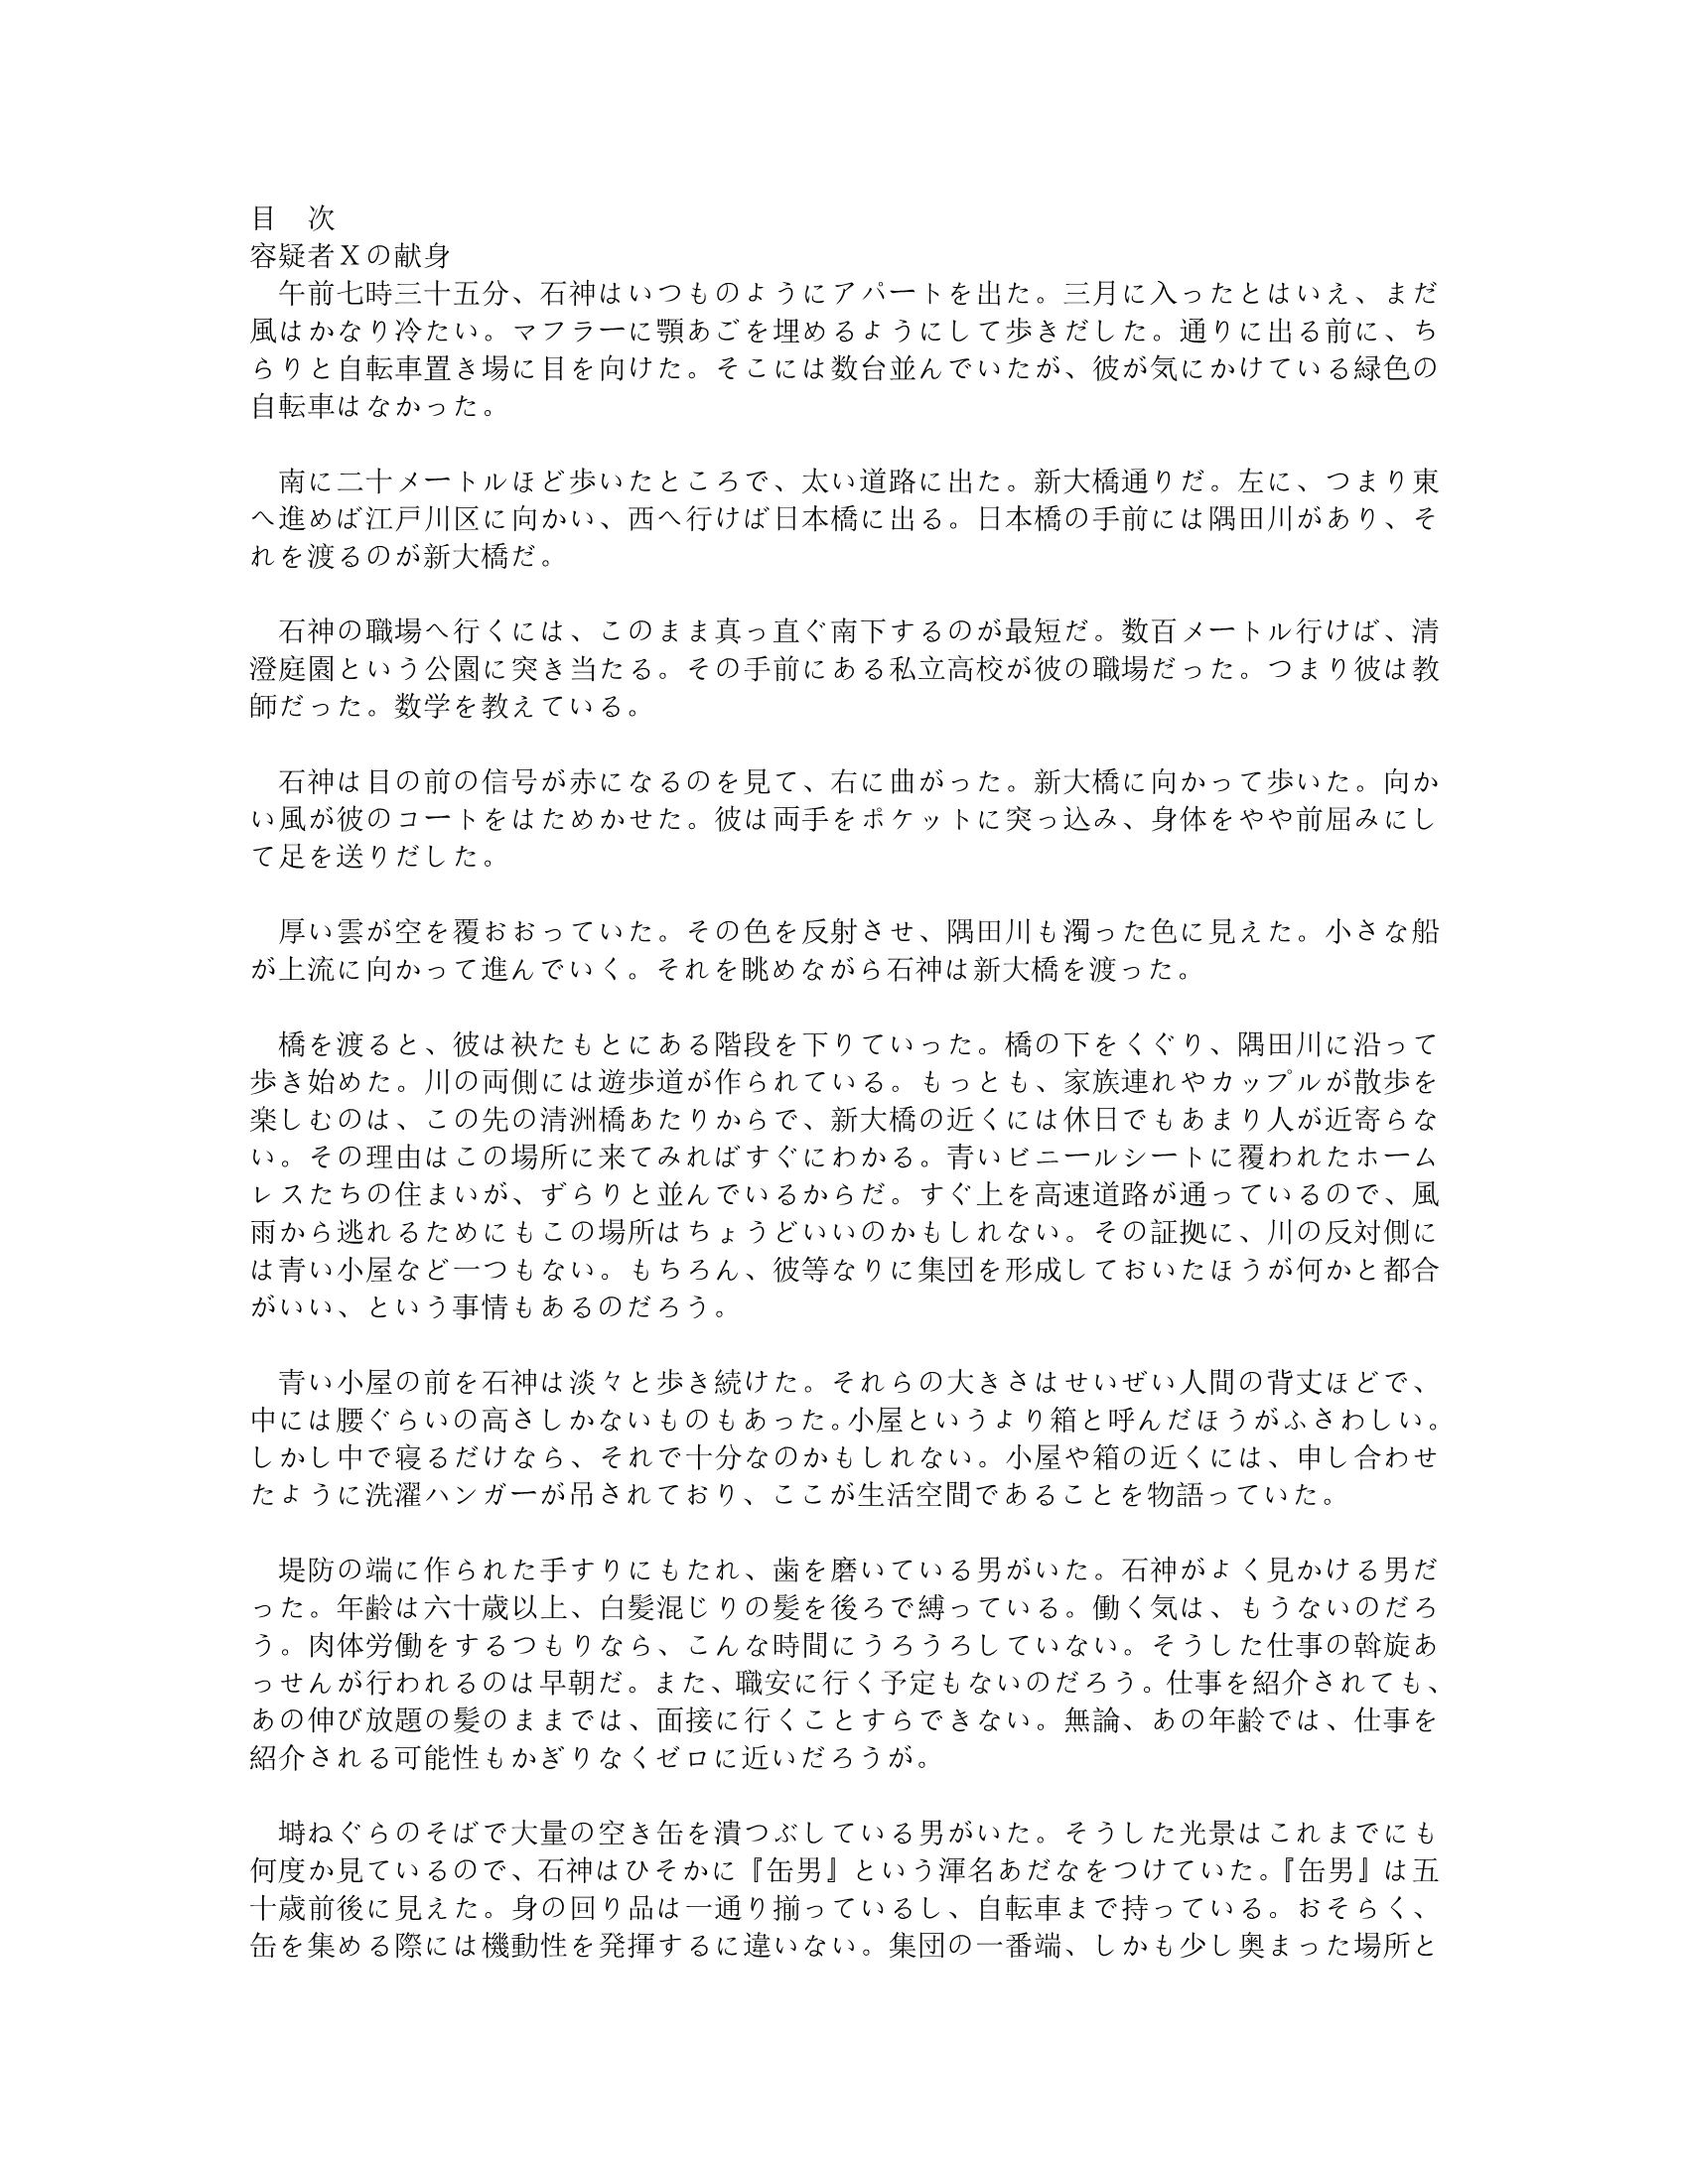 目　次
容疑者Ｘの献身
　午前七時三十五分、石神はいつものようにアパートを出た。三月に入ったとはいえ、まだ
風はかなり冷たい。マフラーに顎あごを埋めるようにして歩きだした。通りに出る前に、ち
らりと自転車置き場に目を向けた。そこには数台並んでいたが、彼が気にかけている緑色の
自転車はなかった。
　南に二十メートルほど歩いたところで、太い道路に出た。新大橋通りだ。左に、つまり東
へ進めば江戸川区に向かい、西へ行けば日本橋に出る。日本橋の手前には隅田川があり、そ
れを渡るのが新大橋だ。
　石神の職場へ行くには、このまま真っ直ぐ南下するのが最短だ。数百メートル行けば、清
澄庭園という公園に突き当たる。その手前にある私立高校が彼の職場だった。つまり彼は教
師だった。数学を教えている。
　石神は目の前の信号が赤になるのを見て、右に曲がった。新大橋に向かって歩いた。向か
い風が彼のコートをはためかせた。彼は両手をポケットに突っ込み、身体をやや前屈みにし
て足を送りだした。
　厚い雲が空を覆おおっていた。その色を反射させ、隅田川も濁った色に見えた。小さな船
が上流に向かって進んでいく。それを眺めながら石神は新大橋を渡った。
　橋を渡ると、彼は袂たもとにある階段を下りていった。橋の下をくぐり、隅田川に沿って
歩き始めた。川の両側には遊歩道が作られている。もっとも、家族連れやカップルが散歩を
楽しむのは、この先の清洲橋あたりからで、新大橋の近くには休日でもあまり人が近寄らな
い。その理由はこの場所に来てみればすぐにわかる。青いビニールシートに覆われたホーム
レスたちの住まいが、ずらりと並んでいるからだ。すぐ上を高速道路が通っているので、風
雨から逃れるためにもこの場所はちょうどいいのかもしれない。その証拠に、川の反対側に
は青い小屋など一つもない。もちろん、彼等なりに集団を形成しておいたほうが何かと都合
がいい、という事情もあるのだろう。
　青い小屋の前を石神は淡々と歩き続けた。それらの大きさはせいぜい人間の背丈ほどで、
中には腰ぐらいの高さしかないものもあった。小屋というより箱と呼んだほうがふさわしい。
しかし中で寝るだけなら、それで十分なのかもしれない。小屋や箱の近くには、申し合わせ
たように洗濯ハンガーが吊されており、ここが生活空間であることを物語っていた。
　堤防の端に作られた手すりにもたれ、歯を磨いている男がいた。石神がよく見かける男だ
った。年齢は六十歳以上、白髪混じりの髪を後ろで縛っている。働く気は、もうないのだろ
う。肉体労働をするつもりなら、こんな時間にうろうろしていない。そうした仕事の斡旋あ
っせんが行われるのは早朝だ。また、職安に行く予定もないのだろう。仕事を紹介されても、
あの伸び放題の髪のままでは、面接に行くことすらできない。無論、あの年齢では、仕事を
紹介される可能性もかぎりなくゼロに近いだろうが。
　塒ねぐらのそばで大量の空き缶を潰つぶしている男がいた。そうした光景はこれまでにも
何度か見ているので、石神はひそかに『缶男』という渾名あだなをつけていた。『缶男』は五
十歳前後に見えた。身の回り品は一通り揃っているし、自転車まで持っている。おそらく、
缶を集める際には機動性を発揮するに違いない。集団の一番端、しかも少し奥まった場所と